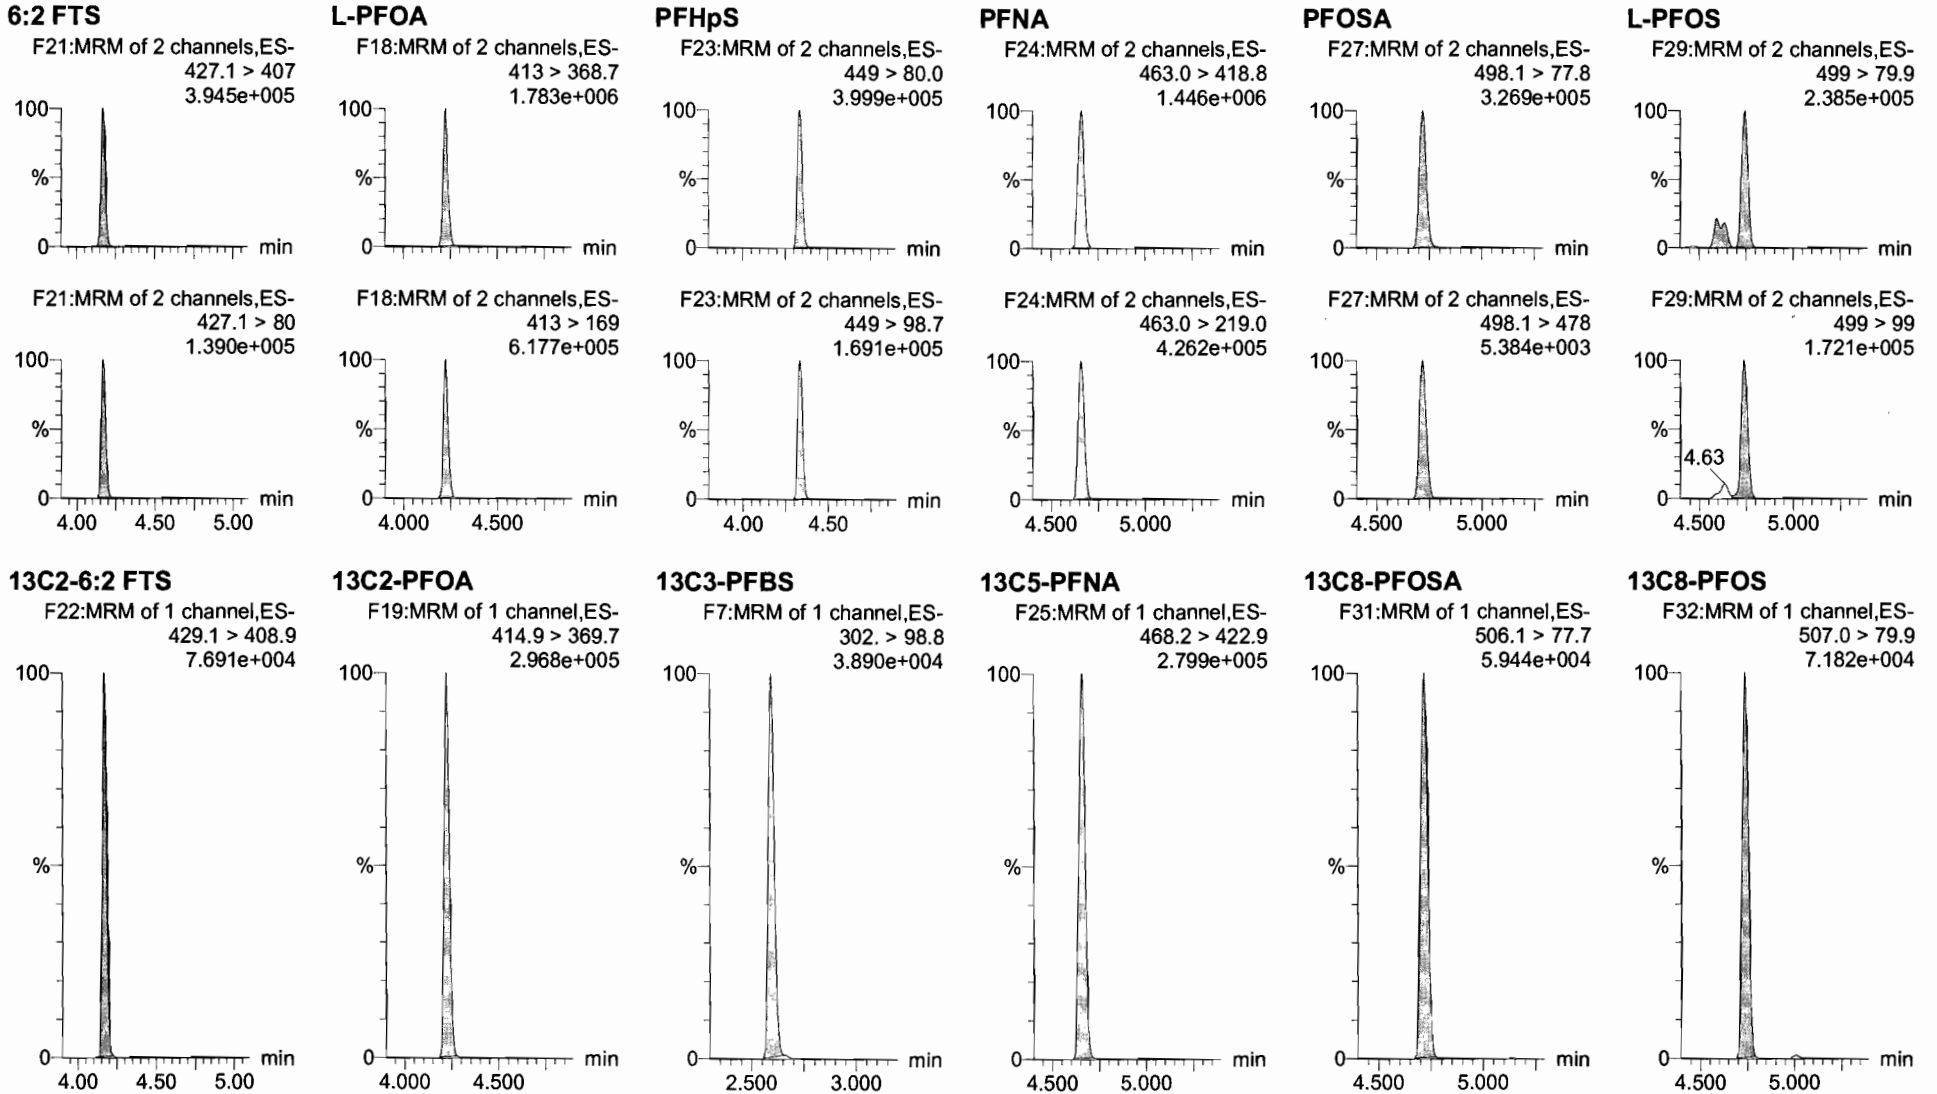 6:2 FTS
F21:MRM of 2 channels,ES-
427.1 > 407
3.945e+005
100
%
0
min
L-PFOA
F18:MRM of 2 channels,ES-
413 > 368.7
1.783e+006
100
%
0
min
PFHpS
F23:MRM of 2 channels,ES-
449 > 80.0
3.999e+005
100
%
0
min
PFNA
F24:MRM of 2 channels,ES-
463.0 > 418.8
1.446e+006
100
%
0
min
PFOSA
F27:MRM of 2 channels,ES-
498.1 > 77.8
3.269e+005
100
%
0
min
L-PFOS
F29:MRM of 2 channels,ES-
499 > 79.9
2.385e+005
100
%
0
min
F21:MRM of 2 channels,ES-
427.1 > 80
1.390e+005
100
%
0
min
4.00 4.50 5.00
F18:MRM of 2 channels,ES-
413 > 169
6.177e+005
100
%
0
min
4.000 4.500
F23:MRM of 2 channels,ES-
449 > 98.7
1.691e+005
100
%
0
min
4.00 4.50
F24:MRM of 2 channels,ES-
463.0 > 219.0
4.262e+005
100
%
0
min
4.500 5.000
F27:MRM of 2 channels,ES-
498.1 > 478
5.384e+003
100
%
0
min
4.500 5.000
F29:MRM of 2 channels,ES-
499 > 99
1.721e+005
100
%
4.63
0
min
4.500 5.000
13C2-6:2 FTS
F22:MRM of 1 channel,ES-
429.1 > 408.9
7.691e+004
100
%
0
min
4.00 4.50 5.00
13C2-PFOA
F19:MRM of 1 channel,ES-
414.9 > 369.7
2.968e+005
100
%
0
min
4.000 4.500
13C3-PFBS
F7:MRM of 1 channel,ES-
302. > 98.8
3.890e+004
100
%
0
min
2.500 3.000
13C5-PFNA
F25:MRM of 1 channel,ES-
468.2 > 422.9
2.799e+005
100
%
0
min
4.500 5.000
13C8-PFOSA
F31:MRM of 1 channel,ES-
506.1 > 77.7
5.944e+004
100
%
0
min
4.500 5.000
13C8-PFOS
F32:MRM of 1 channel,ES-
507.0 > 79.9
7.182e+004
100
%
0
min
4.500 5.000